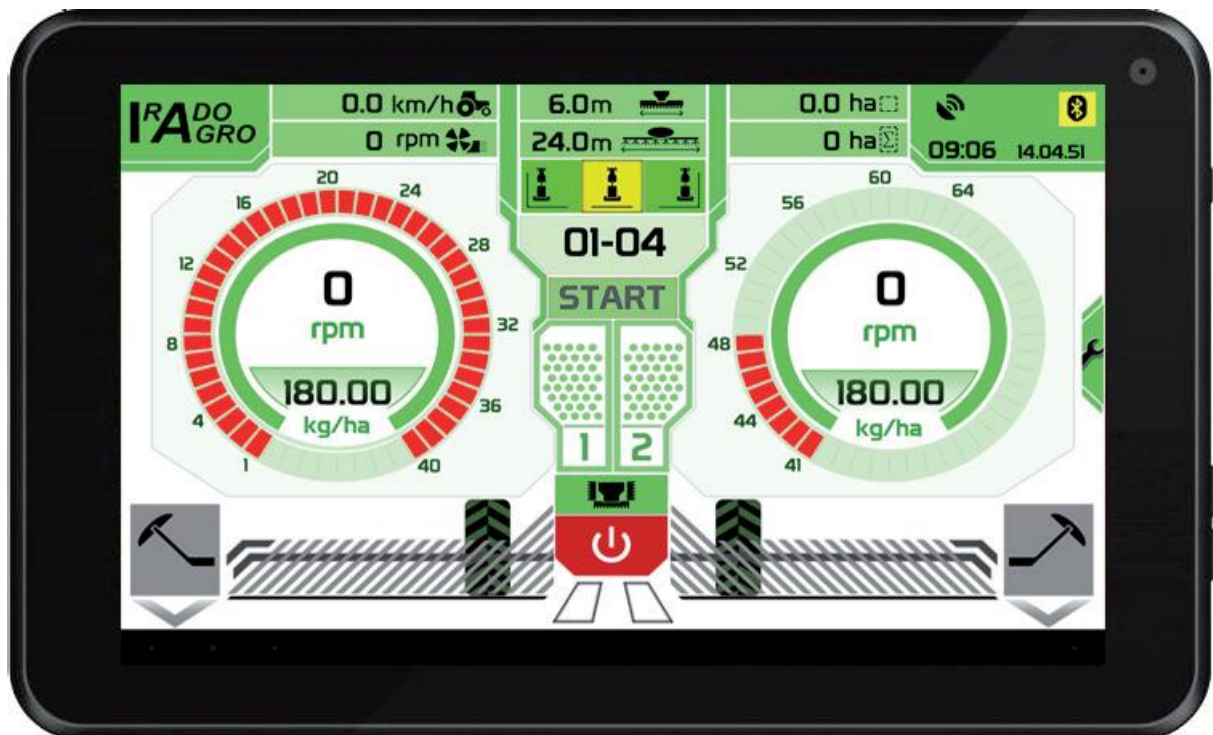 IRADO
AGRO
0.0 km/h
0 rpm
6.0m
24.0m
0.0 ha
0 ha Σ
09:06 14.04.51
20
24
16
28
12
32
8
36
4
1
40
0
rpm
180.00
kg/ha
01-04
START
1 2
60
64
56
52
48
44
41
0
rpm
180.00
kg/ha